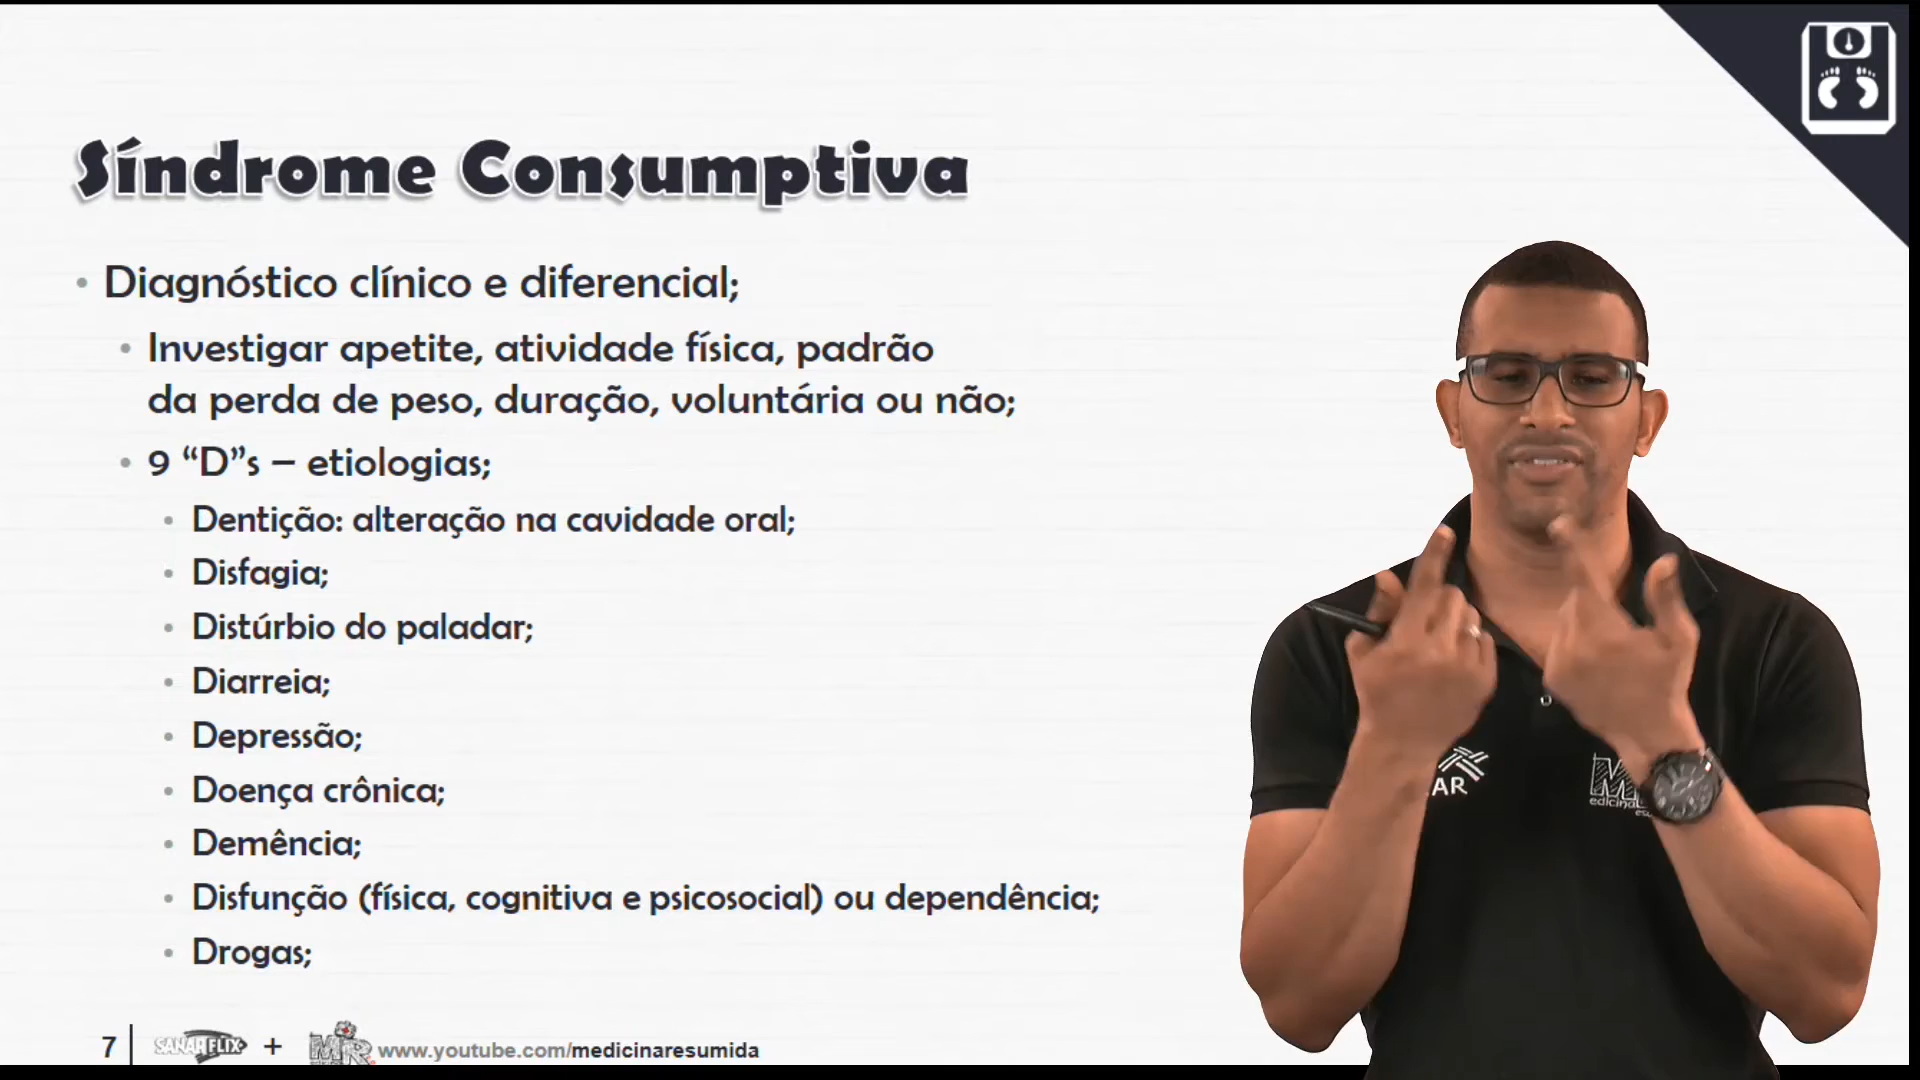 Síndrome Consumptiva
• Diagnóstico clínico e diferencial;
• Investigar apetite, atividade física, padrão
da perda de peso, duração, voluntária ou não;
• 9 “D”s – etiologias;
• Dentição: alteração na cavidade oral;
• Disfagia;
• Distúrbio do paladar;
• Diarreia;
• Depressão;
• Doença crônica;
• Demência;
• Disfunção (física, cognitiva e psicosocial) ou dependência;
• Drogas;
AR
edicina
7 SANARFLIX + MR www.youtube.com/medicinaresumida